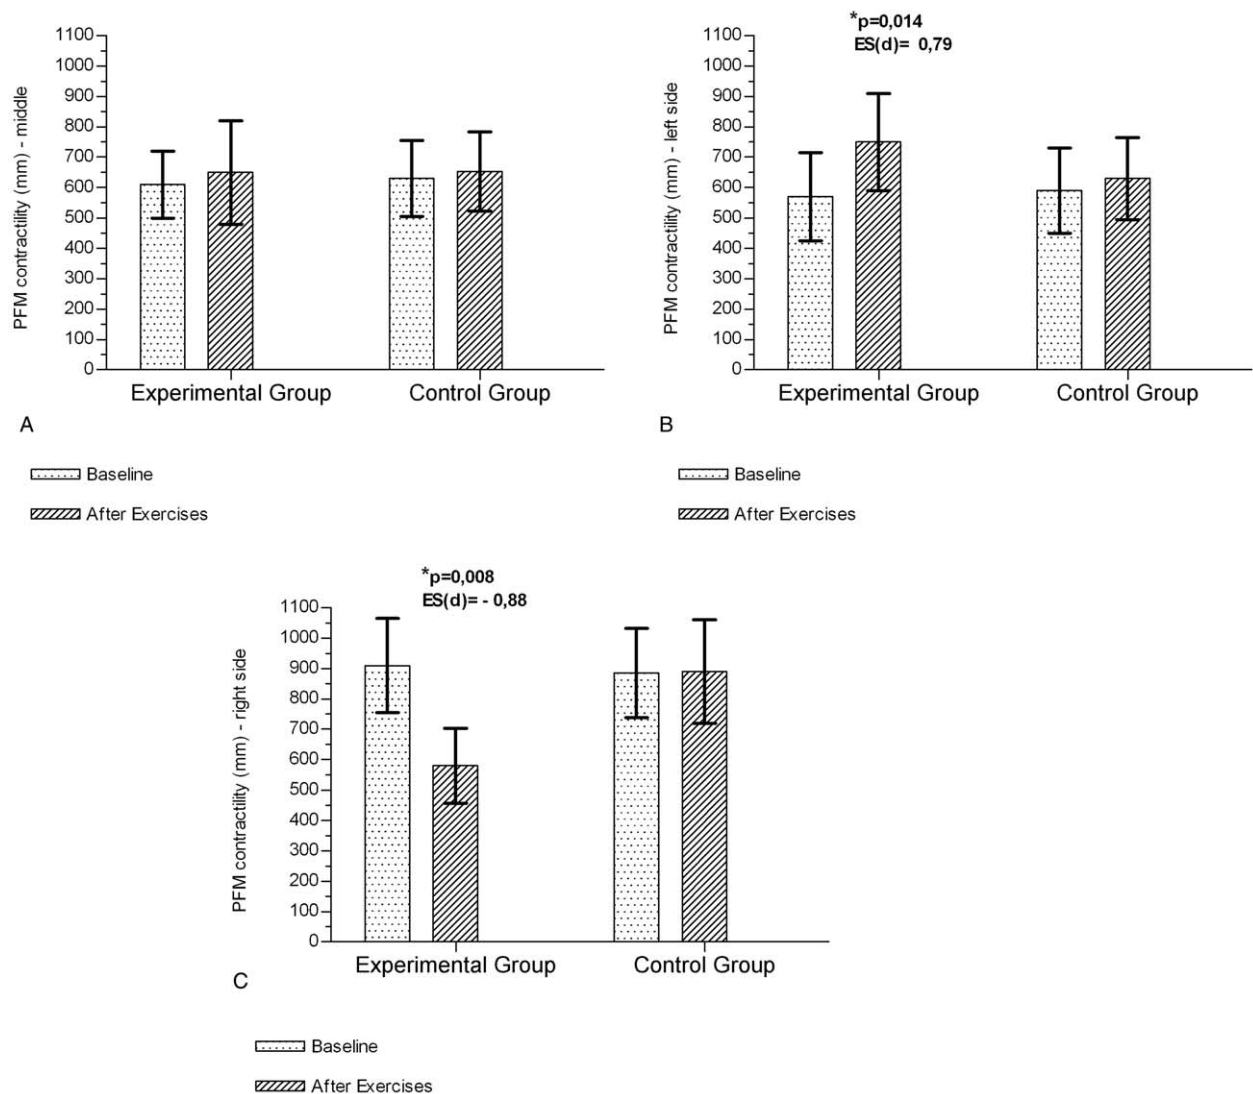 PFM contractility (mm) - middle
1100
1000
900
800
700
600
500
400
300
200
100
0
Experimental Group
Control Group
A
Baseline
After Exercises
*p=0,014
ES(d)= 0,79
PFM contractility (mm) - left side
1100
1000
900
800
700
600
500
400
300
200
100
0
Experimental Group
Control Group
B
Baseline
After Exercises
*p=0,008
ES(d)= - 0,88
PFM contractility (mm) - right side
1100
1000
900
800
700
600
500
400
300
200
100
0
Experimental Group
Control Group
C
Baseline
After Exercises